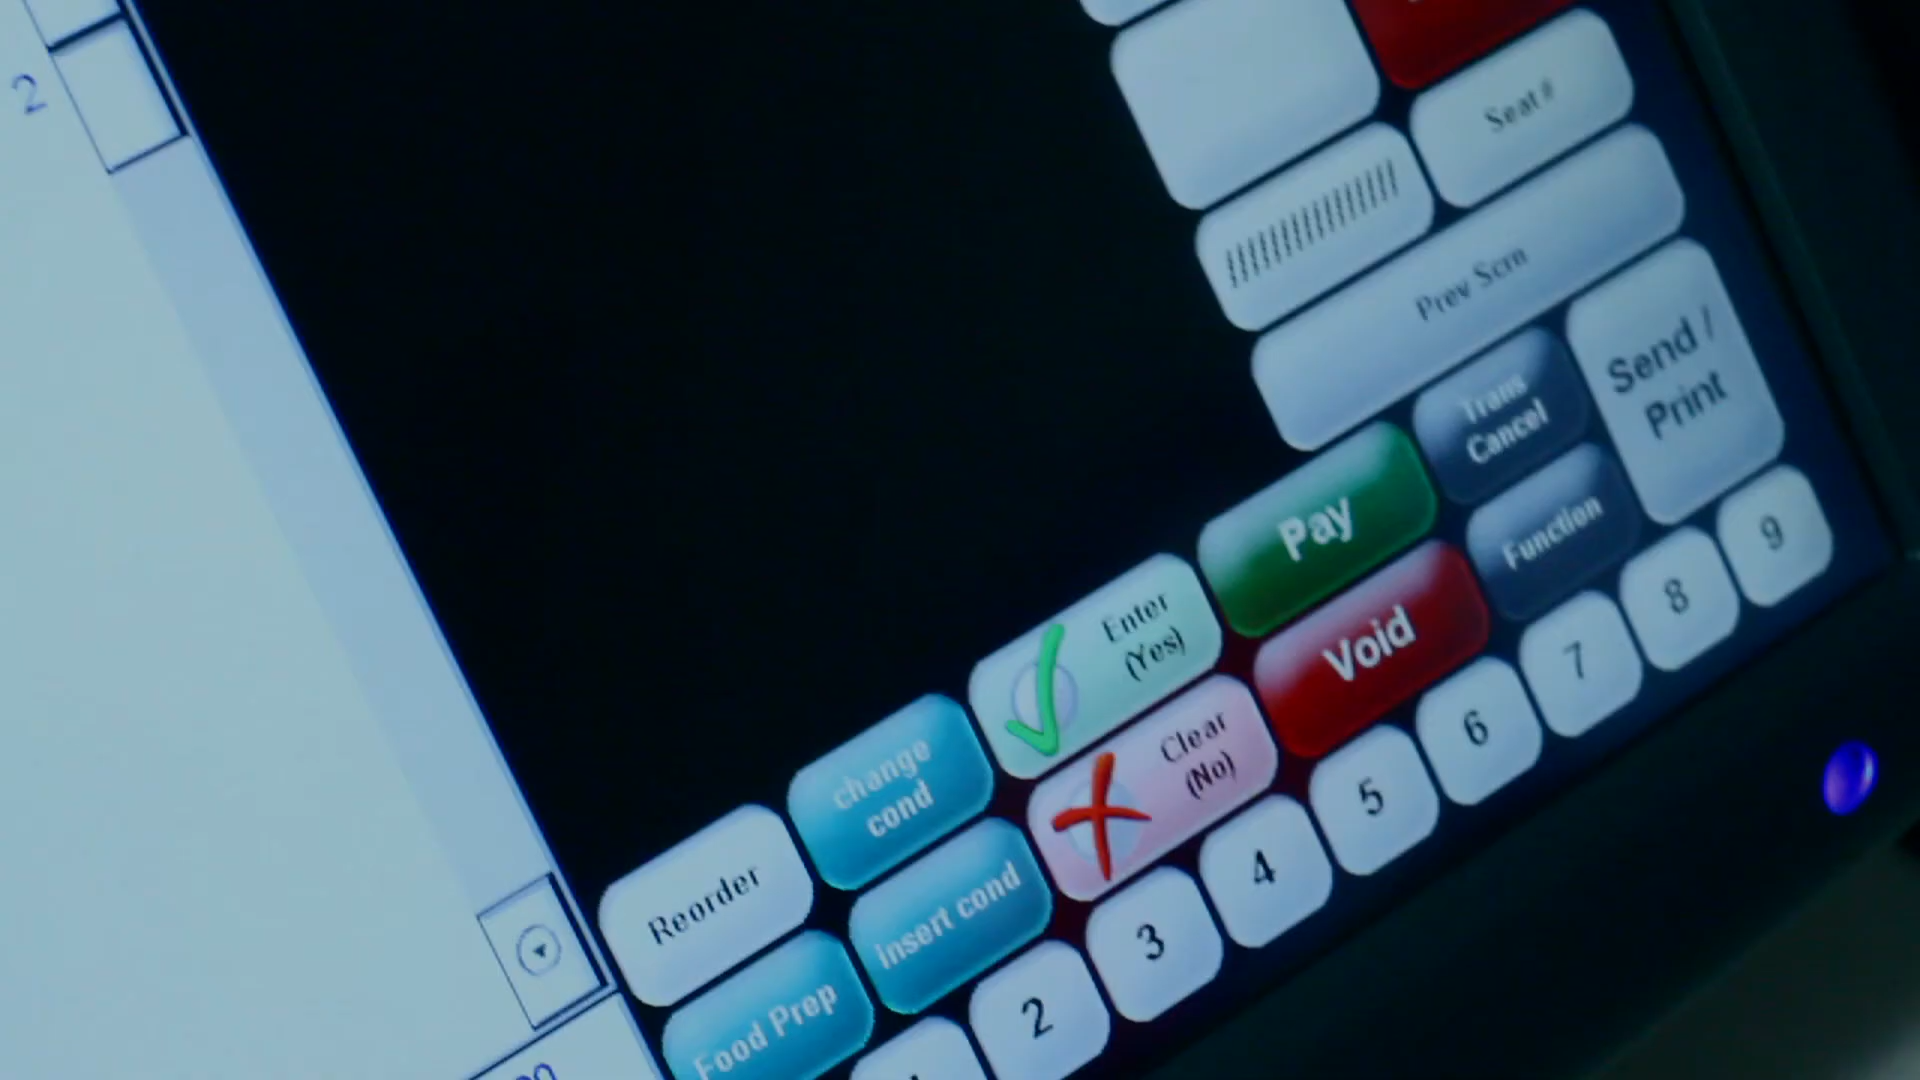 2
Seat #
Prev Scrn
Send /
Print
Trans
Cancel
Function
Pay
Void
Enter
(Yes)
Clear
(No)
change
cond
insert cond
Reorder
Food Prep
1
2
3
4
5
6
7
8
9